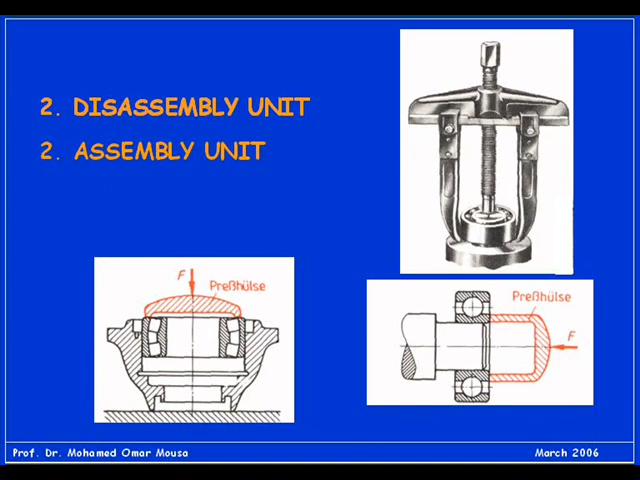 2. DISASSEMBLY UNIT
2. ASSEMBLY UNIT
F
Preßhülse
Preßhülse
F
Prof. Dr. Mohamed Omar Mousa
March 2006